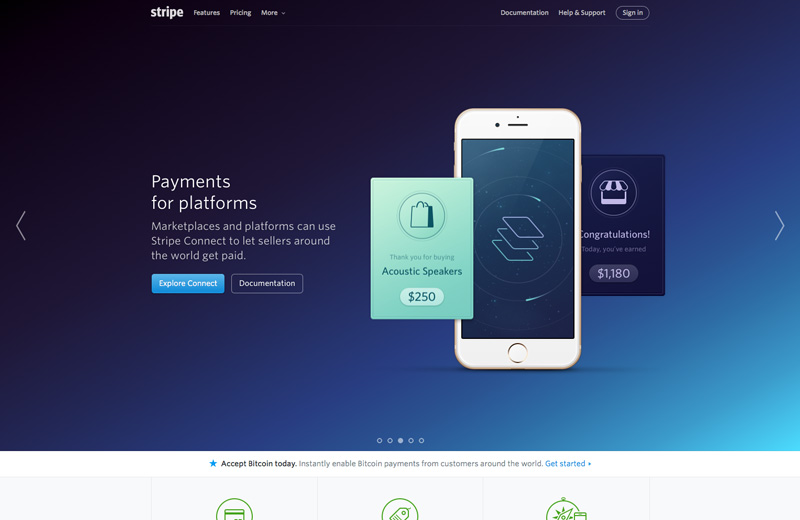 stripe Features Pricing More Documentation Help & Support Sign in
Payments
for platforms
Marketplaces and platforms can use
Stripe Connect to let sellers around
the world get paid.
Explore Connect Documentation
Thank you for buying
Acoustic Speakers
$250
Congratulations!
Today, you've earned
$1,180
Accept Bitcoin today. Instantly enable Bitcoin payments from customers around the world. Get started